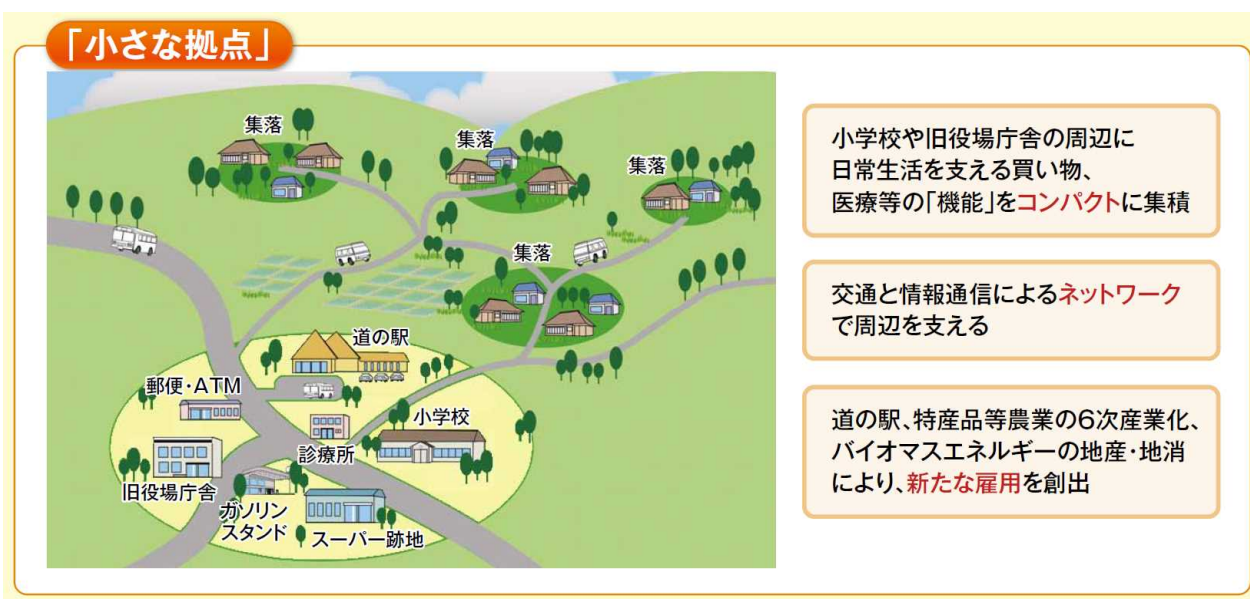 「小さな拠点」
集落
集落
集落
集落
道の駅
郵便・ATM
小学校
診療所
旧役場庁舎
ガソリン
スタンド
スーパー跡地
小学校や旧役場庁舎の周辺に
日常生活を支える買い物、
医療等の「機能」をコンパクトに集積
交通と情報通信によるネットワーク
で周辺を支える
道の駅、特産品等農業の6次産業化、
バイオマスエネルギーの地産・地消
により、新たな雇用を創出